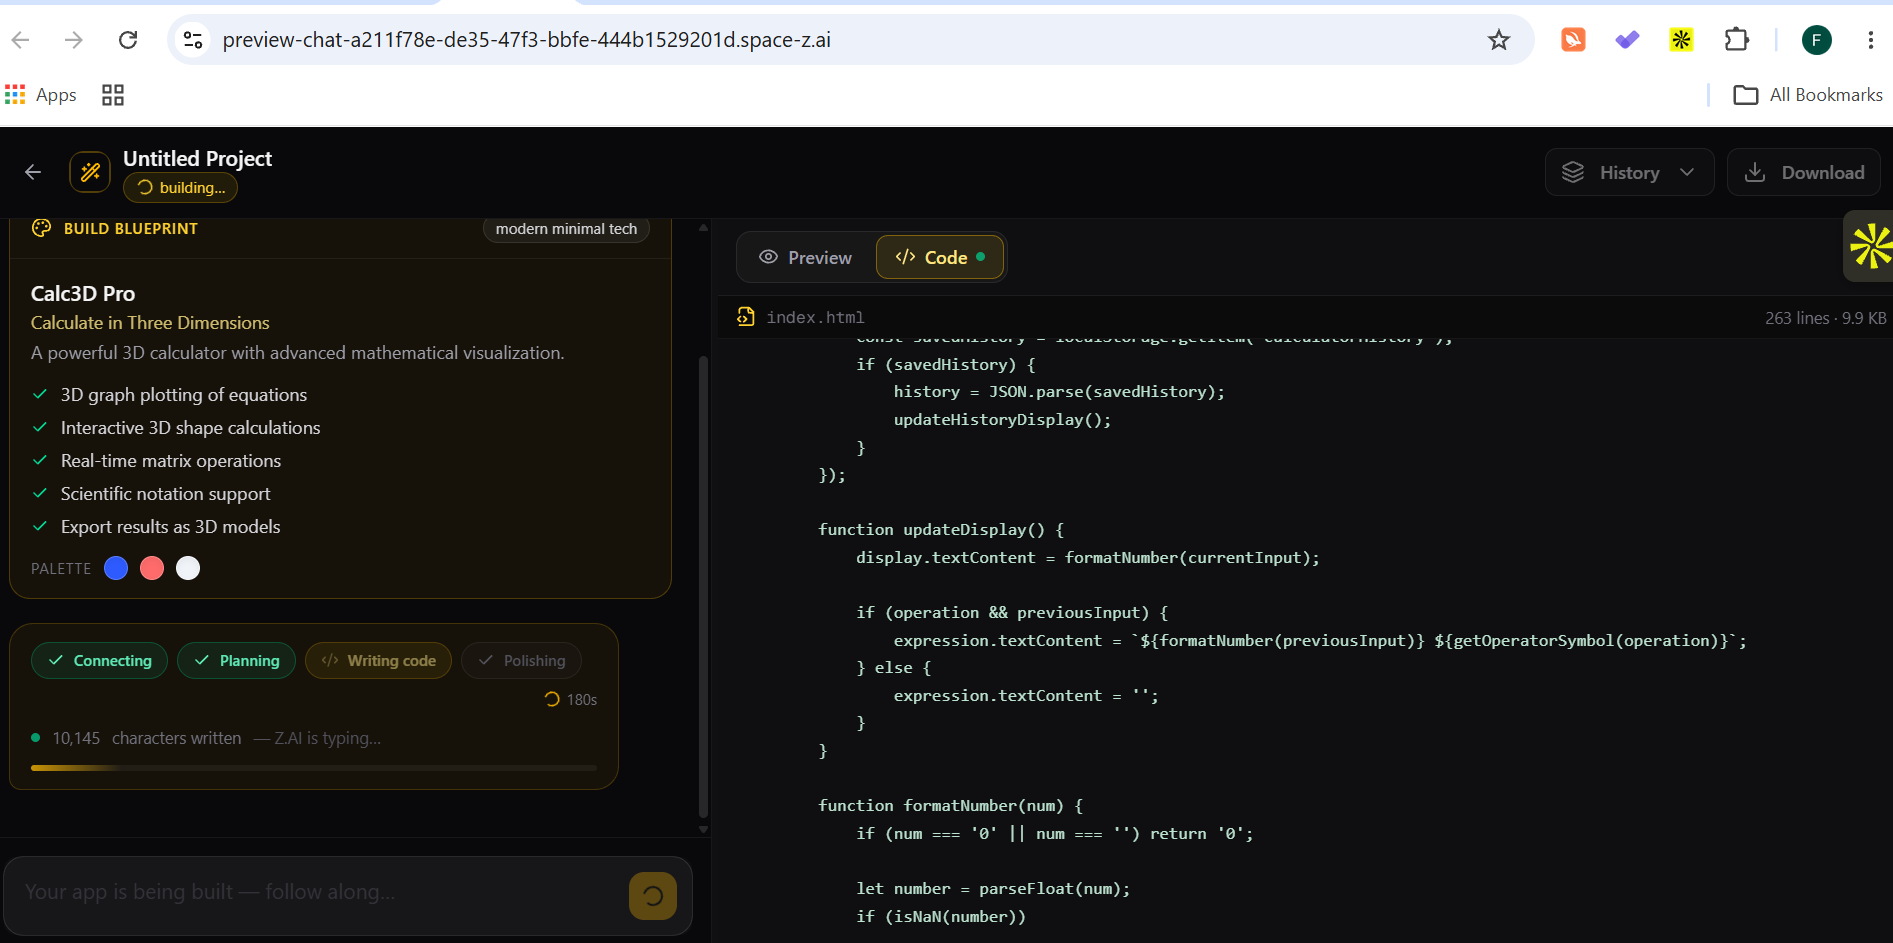 preview-chat-a211f78e-de35-47f3-bbfe-444b1529201d.space-z.ai
F
Apps
All Bookmarks
Untitled Project
building...
History
Download
BUILD BLUEPRINT
modern minimal tech
Calc3D Pro
Calculate in Three Dimensions
A powerful 3D calculator with advanced mathematical visualization.
3D graph plotting of equations
Interactive 3D shape calculations
Real-time matrix operations
Scientific notation support
Export results as 3D models
PALETTE
Connecting
Planning
</> Writing code
Polishing
180s
10,145 characters written — Z.AI is typing...
Your app is being built — follow along...
Preview
</> Code
index.html
263 lines · 9.9 KB
const savedHistory = localStorage.getItem('calculatorHistory');
if (savedHistory) {
history = JSON.parse(savedHistory);
updateHistoryDisplay();
}
});
function updateDisplay() {
display.textContent = formatNumber(currentInput);
if (operation && previousInput) {
expression.textContent = `${formatNumber(previousInput)} ${getOperatorSymbol(operation)}`;
} else {
expression.textContent = '';
}
}
function formatNumber(num) {
if (num === '0' || num === '') return '0';
let number = parseFloat(num);
if (isNaN(number))